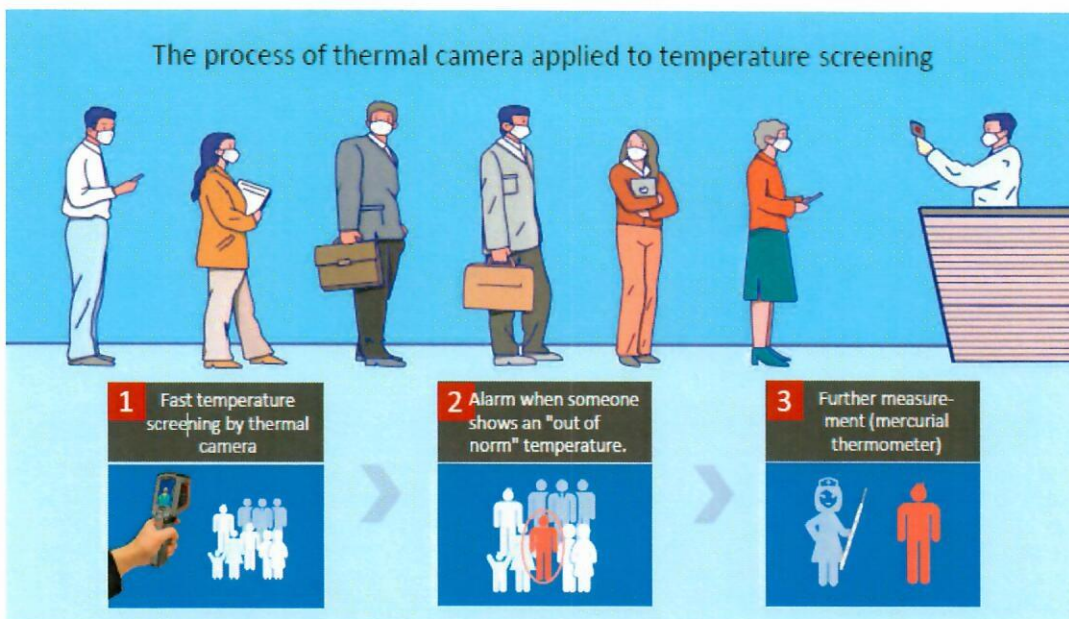 The process of thermal camera applied to temperature screening
1
Fast temperature
screening by thermal
camera
2
Alarm when someone
shows an "out of
norm" temperature.
3
Further measure-
ment (mercurial
thermometer)